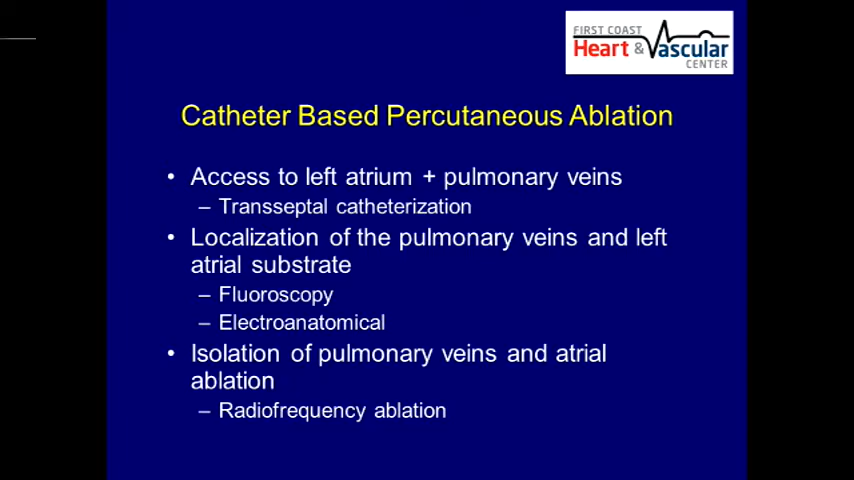 FIRST COAST
Heart & Vascular
CENTER
Catheter Based Percutaneous Ablation
• Access to left atrium + pulmonary veins
– Transseptal catheterization
• Localization of the pulmonary veins and left
atrial substrate
– Fluoroscopy
– Electroanatomical
• Isolation of pulmonary veins and atrial
ablation
– Radiofrequency ablation